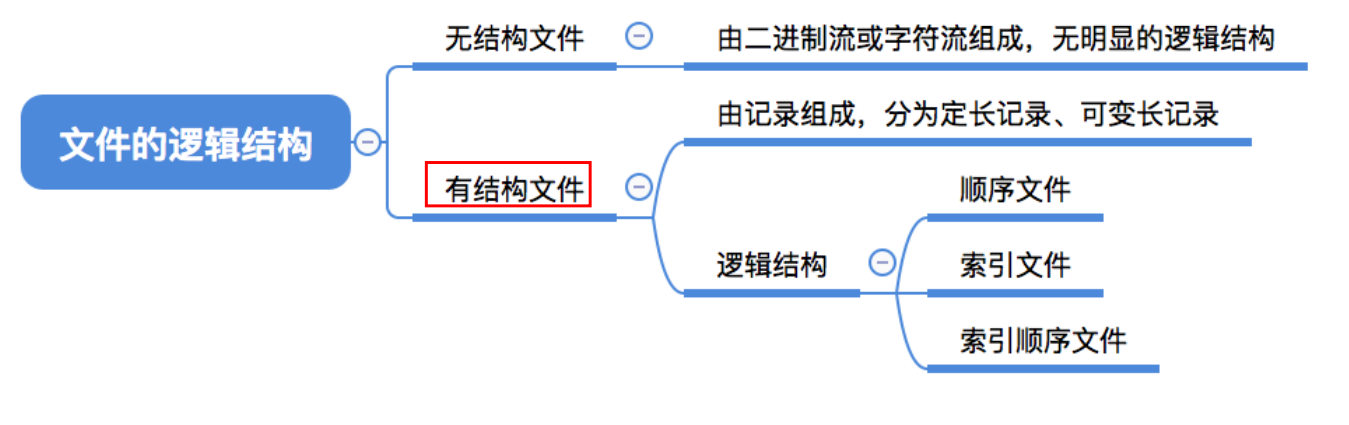 文件的逻辑结构
无结构文件
由二进制流或字符流组成，无明显的逻辑结构
有结构文件
由记录组成，分为定长记录、可变长记录
逻辑结构
顺序文件
索引文件
索引顺序文件